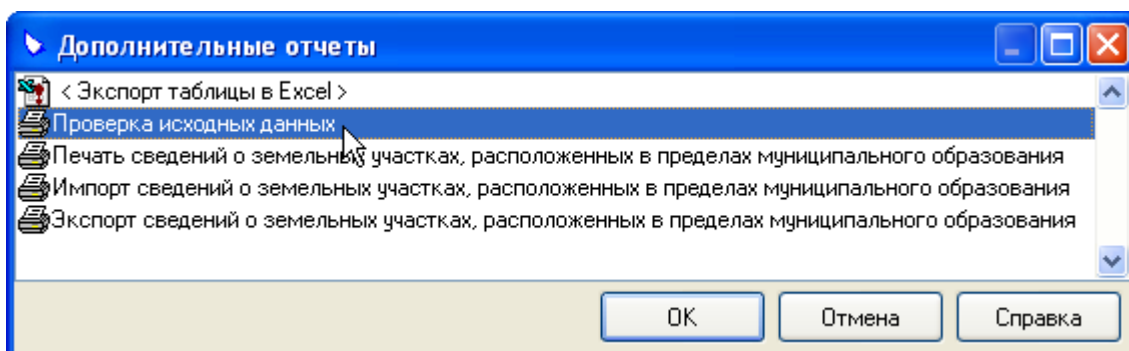 Дополнительные отчеты
< Экспорт таблицы в Excel >
Проверка исходных данных
Печать сведений о земельных участках, расположенных в пределах муниципального образования
Импорт сведений о земельных участках, расположенных в пределах муниципального образования
Экспорт сведений о земельных участках, расположенных в пределах муниципального образования
ОК Отмена Справка